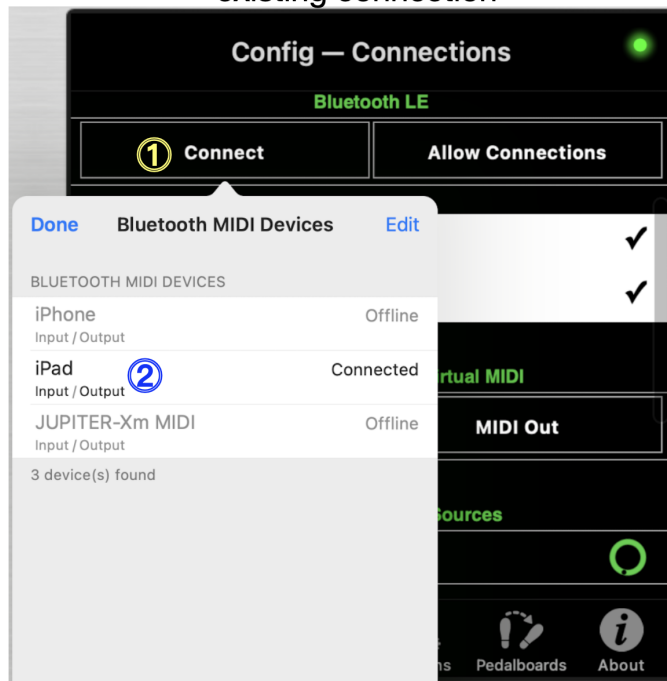 existing connection
Config — Connections
Bluetooth LE
① Connect
Allow Connections
Done Bluetooth MIDI Devices Edit
BLUETOOTH MIDI DEVICES
iPhone Offline
Input / Output
iPad ② Connected
Input / Output
JUPITER-Xm MIDI Offline
Input / Output
3 device(s) found
rtual MIDI
MIDI Out
Sources
ns
Pedalboards
About